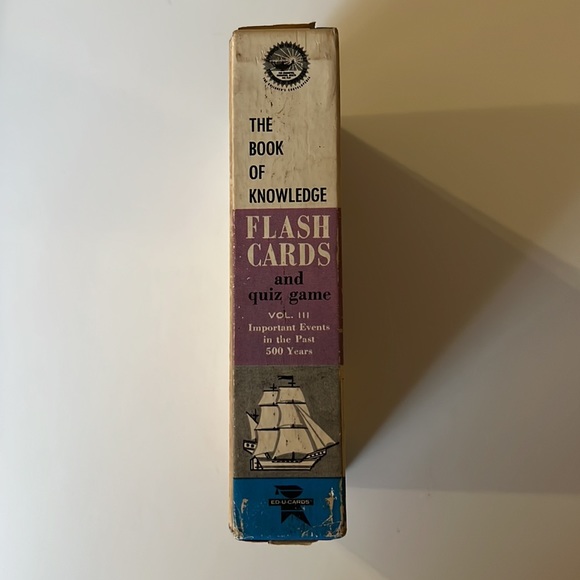 THE
BOOK
OF
KNOWLEDGE
FLASH
CARDS
and
quiz game
VOL. III
Important Events
in the Past
500 Years
ED-U-CARDS